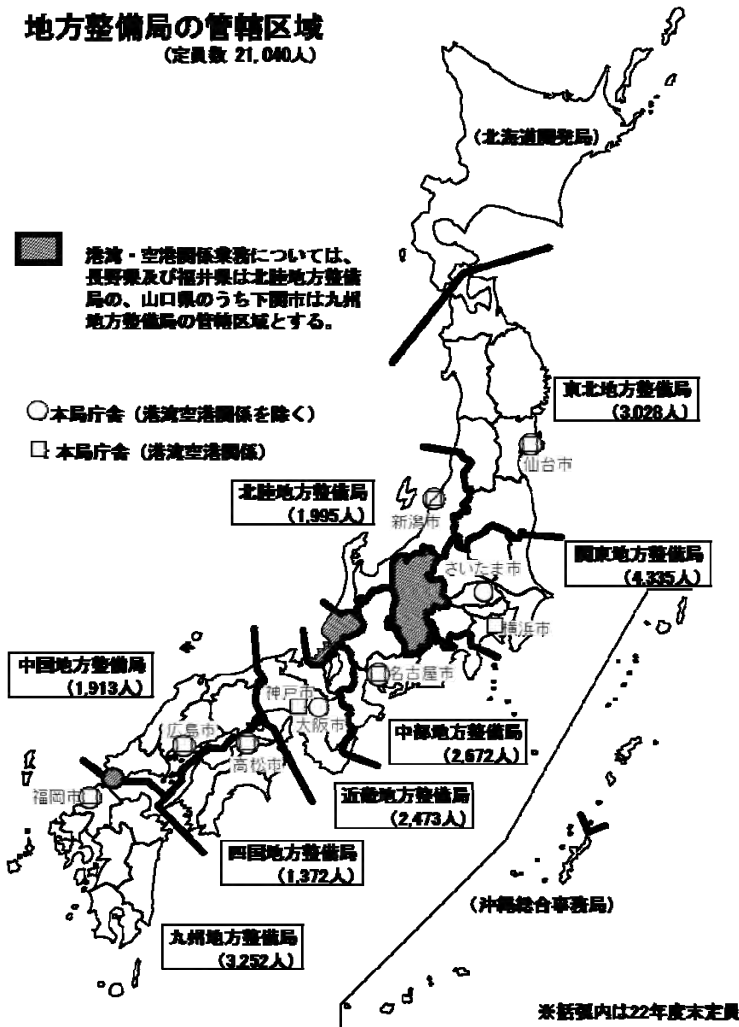 地方整備局の管轄区域
(定員数 21,040人)
(北海道開発局)
港湾・空港関係業務については、
長野県及び福井県は北陸地方整備
局の、山口県のうち下関市は九州
地方整備局の管轄区域とする。
東北地方整備局
(3,028人)
○本局庁舎（港湾空港関係を除く）
□本局庁舎（港湾空港関係）
仙台市
北陸地方整備局
(1,995人)
新潟市
関東地方整備局
(4,335人)
さいたま市
横浜市
中国地方整備局
(1,913人)
名古屋市
神戸市
大阪市
広島市
高松市
中部地方整備局
(2,672人)
福岡市
近畿地方整備局
(2,473人)
四国地方整備局
(1,372人)
(沖縄総合事務局)
九州地方整備局
(3,252人)
※括弧内は22年度末定員